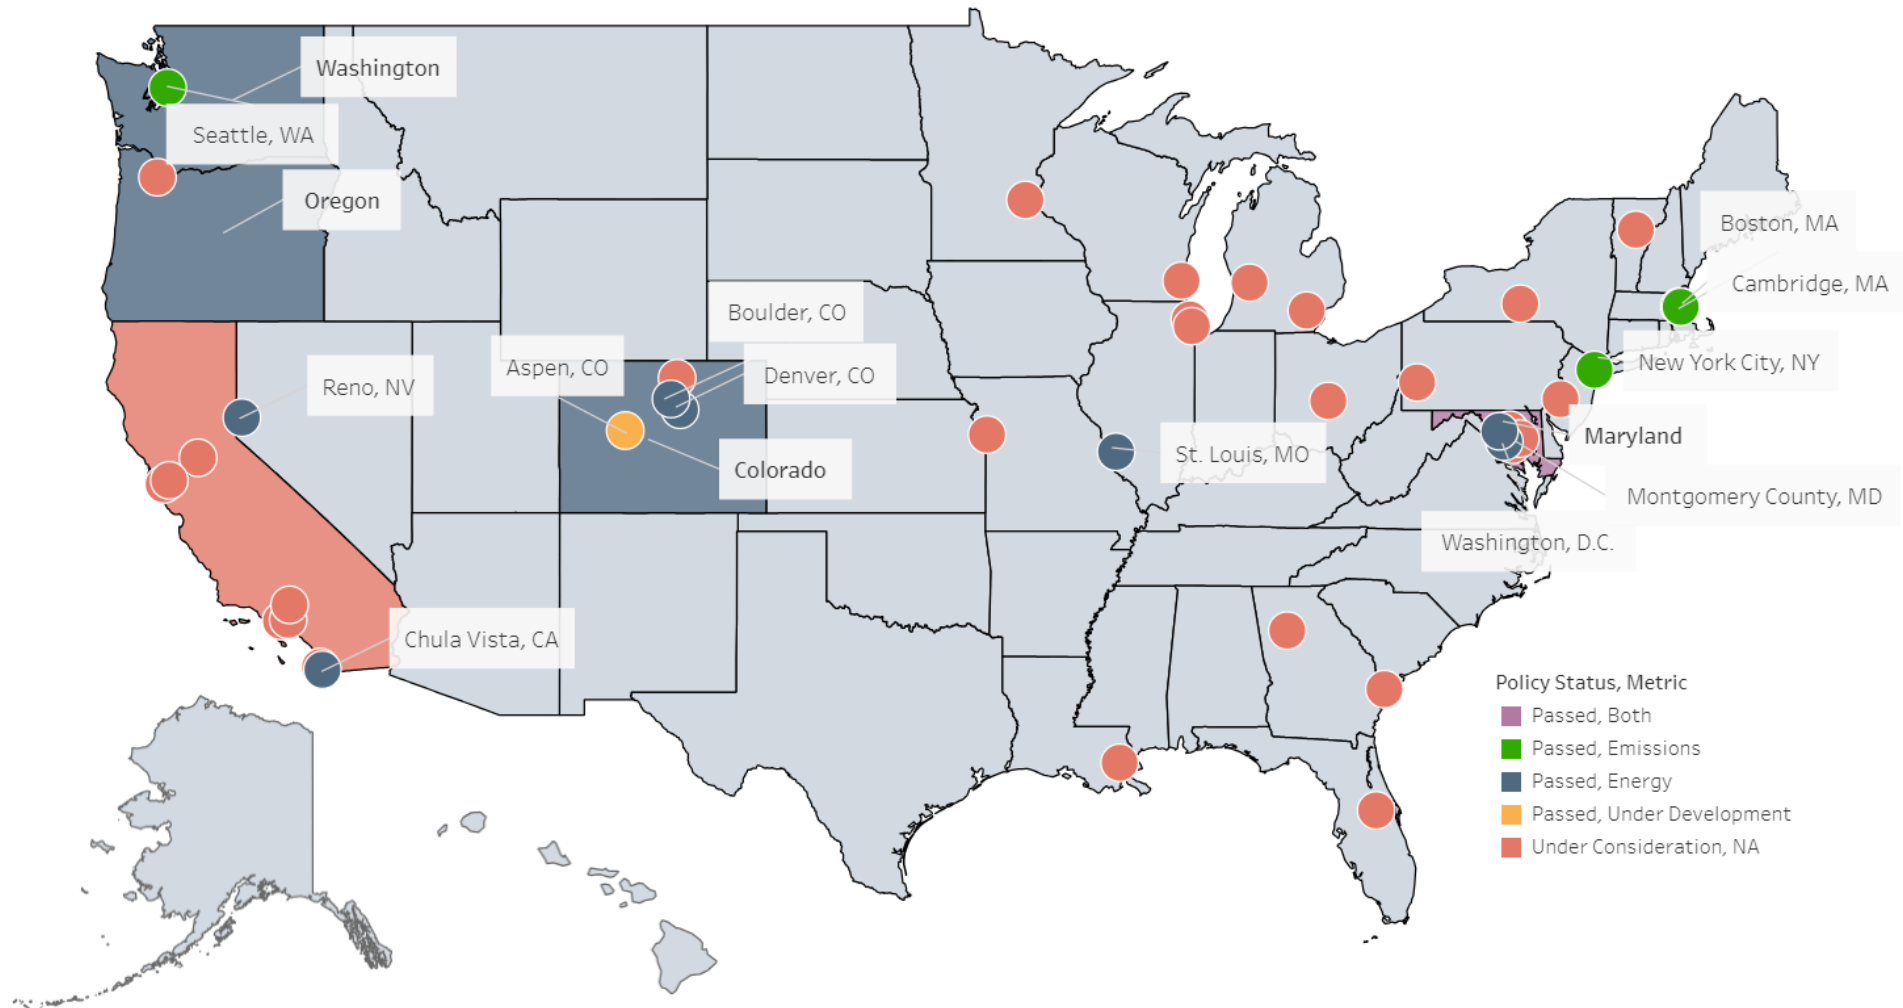 Washington
Seattle, WA
Oregon
Boston, MA
Cambridge, MA
Boulder, CO
Aspen, CO
Denver, CO
New York City, NY
Reno, NV
Maryland
St. Louis, MO
Colorado
Montgomery County, MD
Washington, D.C.
Chula Vista, CA
Policy Status, Metric
Passed, Both
Passed, Emissions
Passed, Energy
Passed, Under Development
Under Consideration, NA